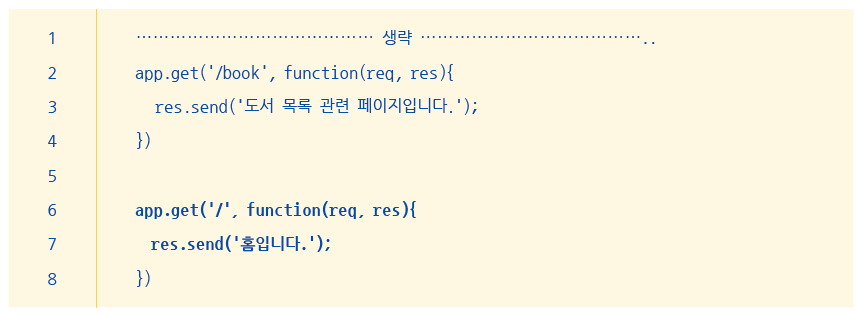 1 …………………………………… 생략 …………………………………..
2 app.get('/book', function(req, res){
3 res.send('도서 목록 관련 페이지입니다.');
4 })
5
6 app.get('/', function(req, res){
7 res.send('홈입니다.');
8 })